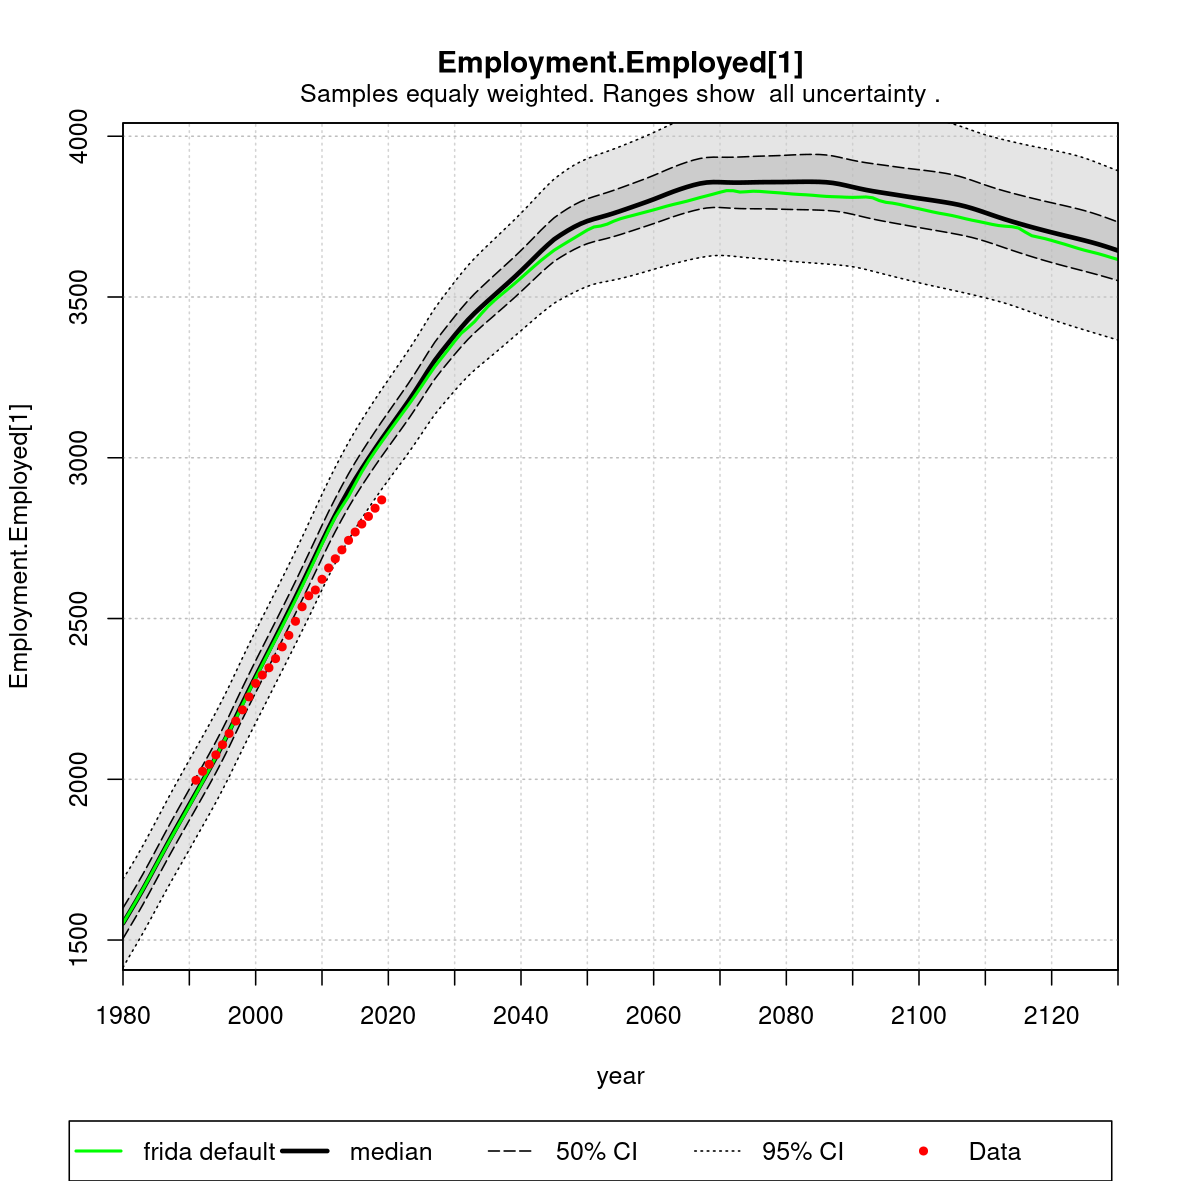 Employment.Employed[1]
Samples equaly weighted. Ranges show  all uncertainty .
Employment.Employed[1]
4000
3500
3000
2500
2000
1500
1980 2000 2020 2040 2060 2080 2100 2120
year
frida default median 50% CI 95% CI Data